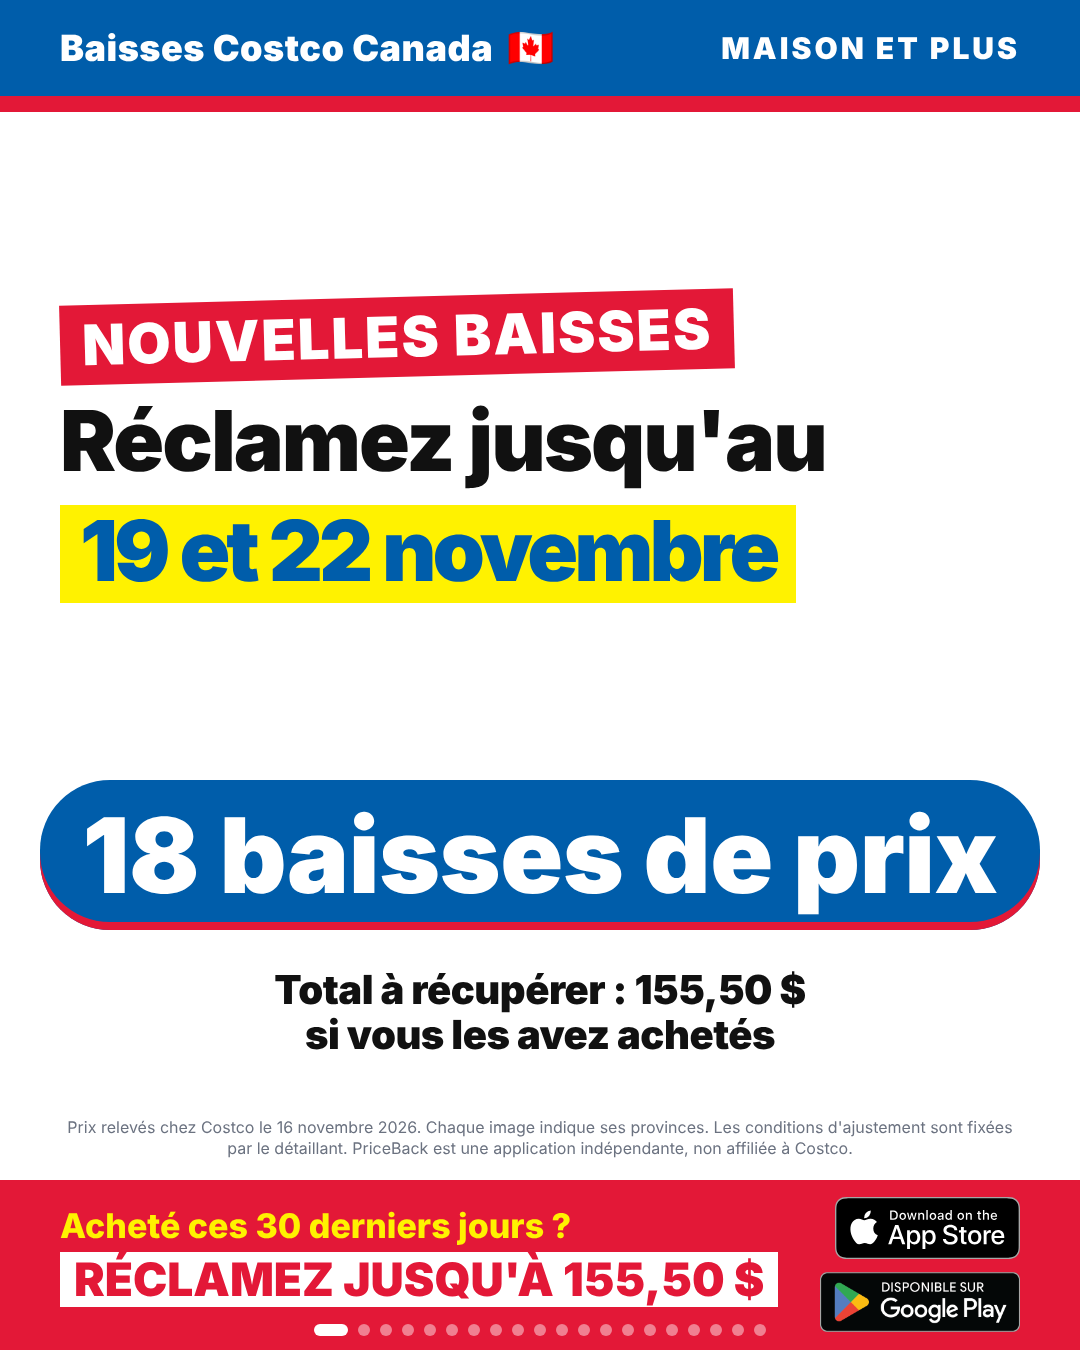 Baisses Costco Canada 🇨🇦
MAISON ET PLUS
NOUVELLES BAISSES
Réclamez jusqu'au
19 et 22 novembre
18 baisses de prix
Total à récupérer : 155,50 $
si vous les avez achetés
Prix relevés chez Costco le 16 novembre 2026. Chaque image indique ses provinces. Les conditions d'ajustement sont fixées
par le détaillant. PriceBack est une application indépendante, non affiliée à Costco.
Acheté ces 30 derniers jours ?
RÉCLAMEZ JUSQU'À 155,50 $
Download on the
App Store
DISPONIBLE SUR
Google Play